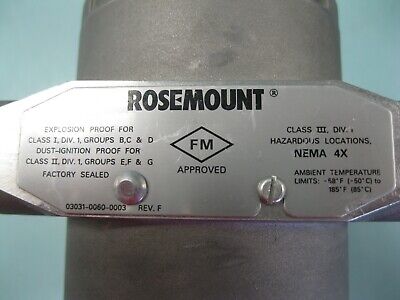 ROSEMOUNT®
EXPLOSION PROOF FOR
CLASS I, DIV. 1, GROUPS B,C & D
DUST-IGNITION PROOF FOR
CLASS II, DIV. 1, GROUPS E,F & G
FACTORY SEALED
FM
APPROVED
CLASS III, DIV. 1
HAZARDOUS LOCATIONS,
NEMA 4X
AMBIENT TEMPERATURE
LIMITS: -58°F (-50°C) to
185°F (85°C)
03031-0060-0003 REV. F